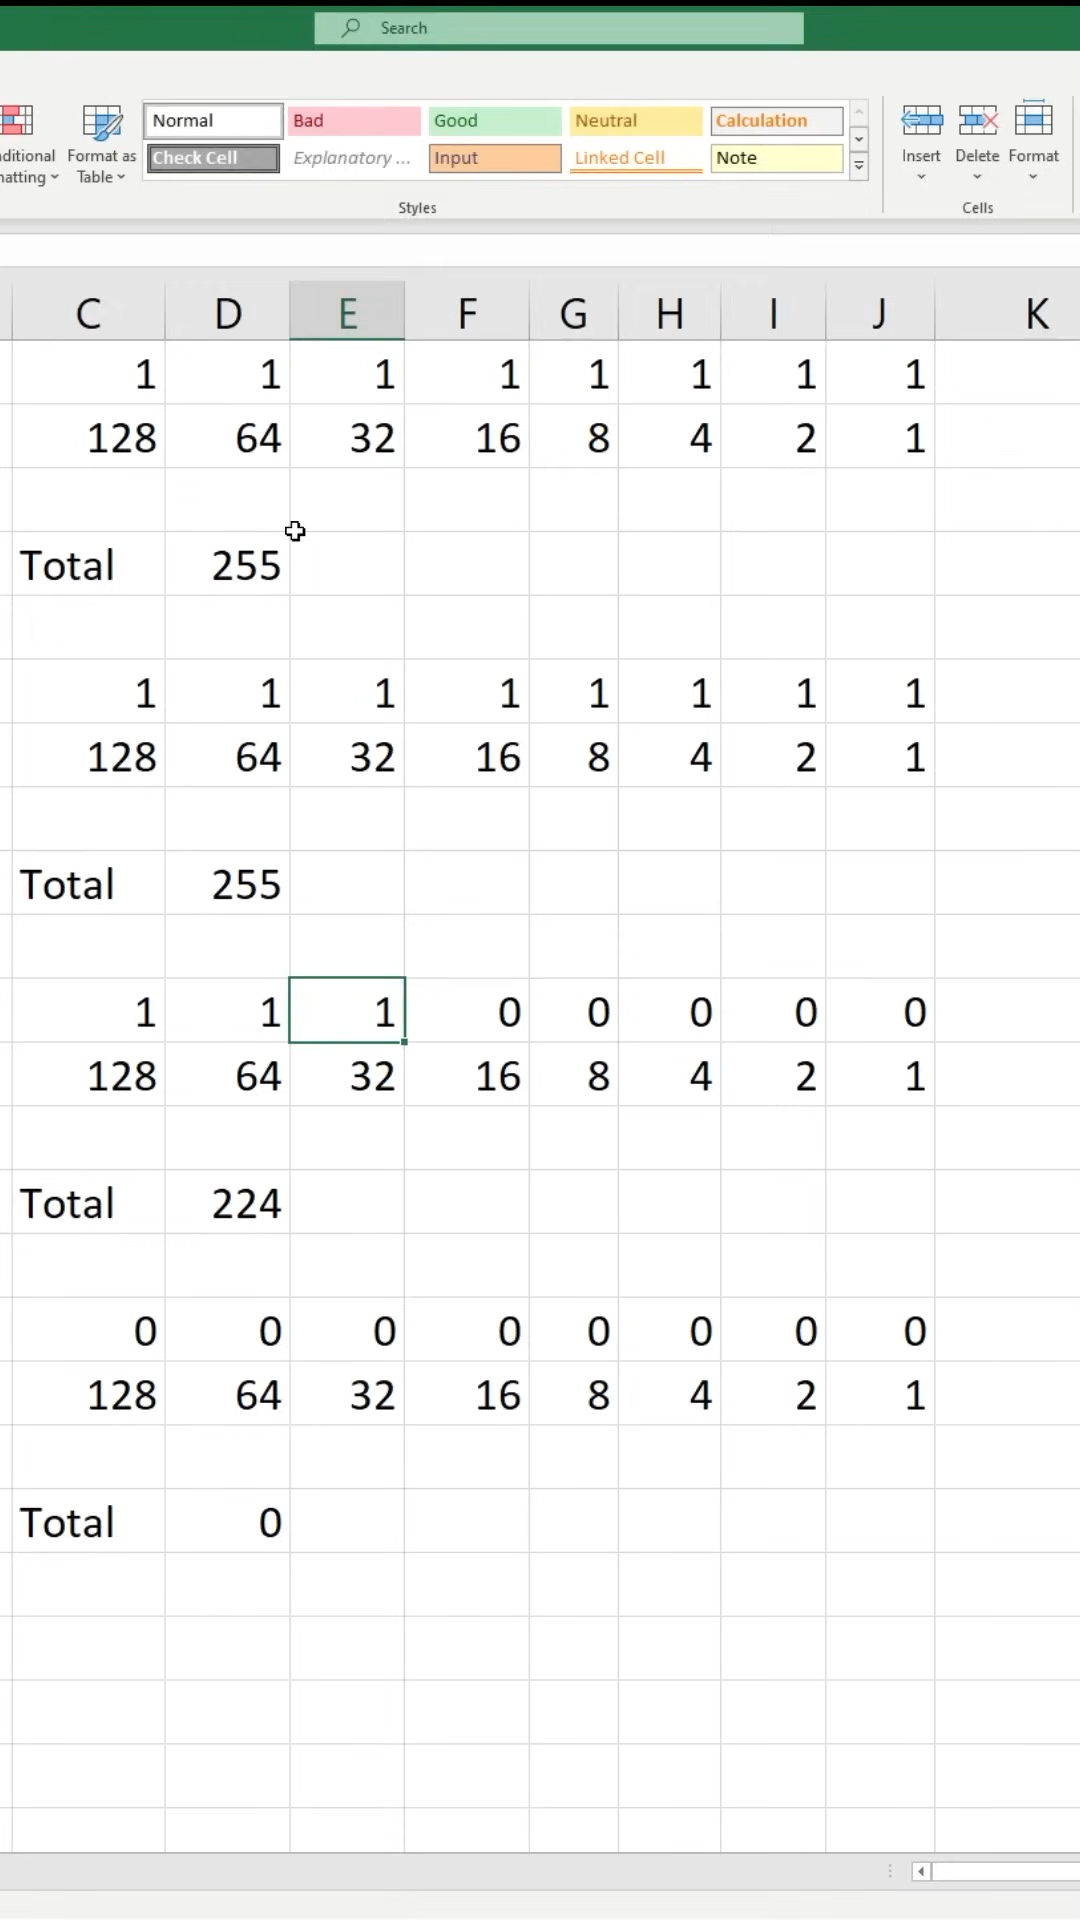 Search
Normal Bad Good Neutral Calculation
Check Cell Explanatory ... Input Linked Cell Note
ditional
atting
Format as
Table
Insert Delete Format
Styles Cells
C D E F G H I J K
1 1 1 1 1 1 1 1
128 64 32 16 8 4 2 1
Total 255
1 1 1 1 1 1 1 1
128 64 32 16 8 4 2 1
Total 255
1 1 1 0 0 0 0 0
128 64 32 16 8 4 2 1
Total 224
0 0 0 0 0 0 0 0
128 64 32 16 8 4 2 1
Total 0